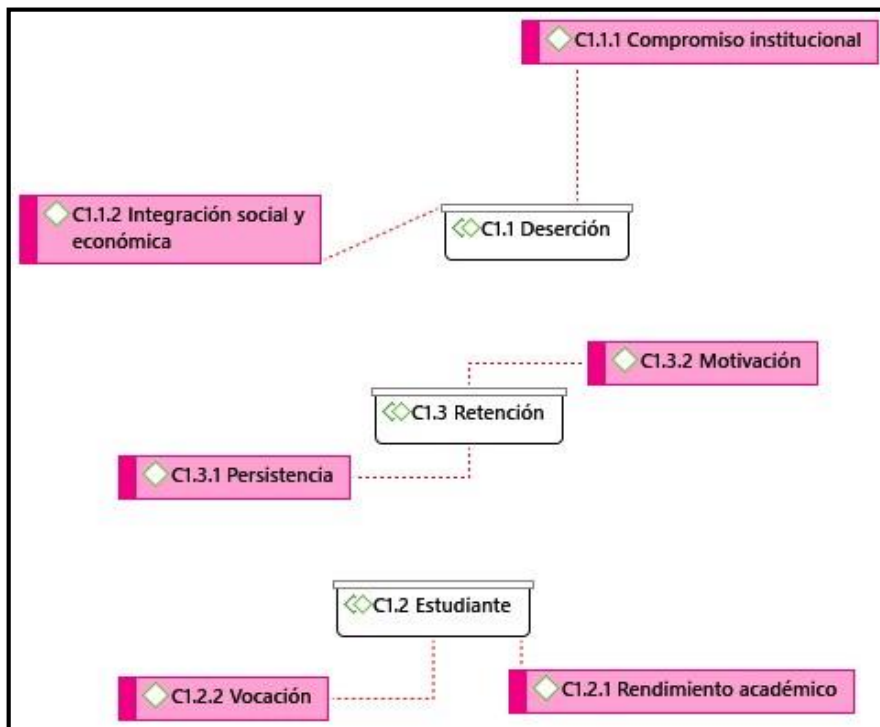 C1.1.1 Compromiso institucional
C1.1.2 Integración social y
económica
C1.1 Deserción
C1.3.2 Motivación
C1.3 Retención
C1.3.1 Persistencia
C1.2 Estudiante
C1.2.2 Vocación
C1.2.1 Rendimiento académico